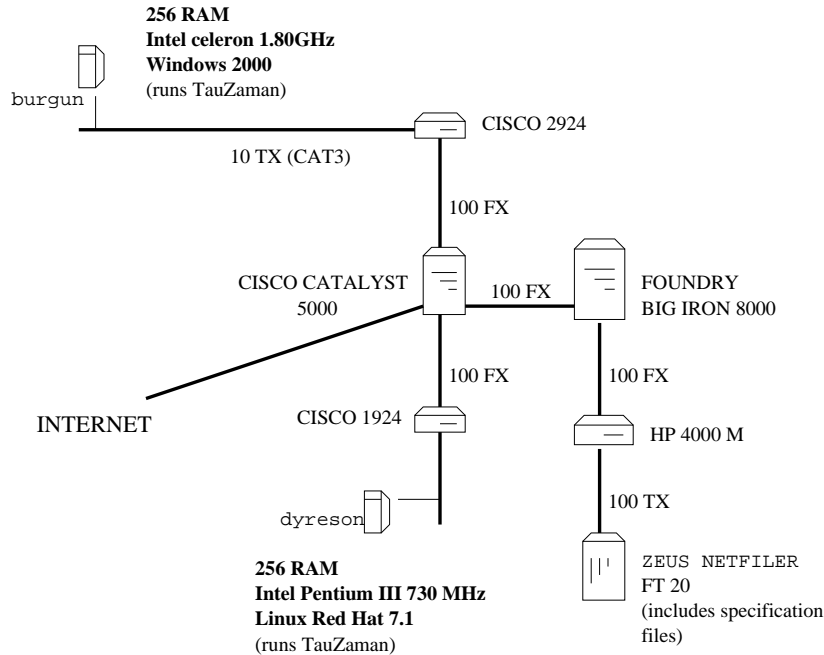 256 RAM
Intel celeron 1.80GHz
Windows 2000
(runs TauZaman)
burgun
CISCO 2924
10 TX (CAT3)
100 FX
CISCO CATALYST
5000
100 FX
FOUNDRY
BIG IRON 8000
100 FX
100 FX
INTERNET
CISCO 1924
HP 4000 M
100 TX
dyreson
256 RAM
Intel Pentium III 730 MHz
Linux Red Hat 7.1
(runs TauZaman)
ZEUS NETFILER
FT 20
(includes specification
files)